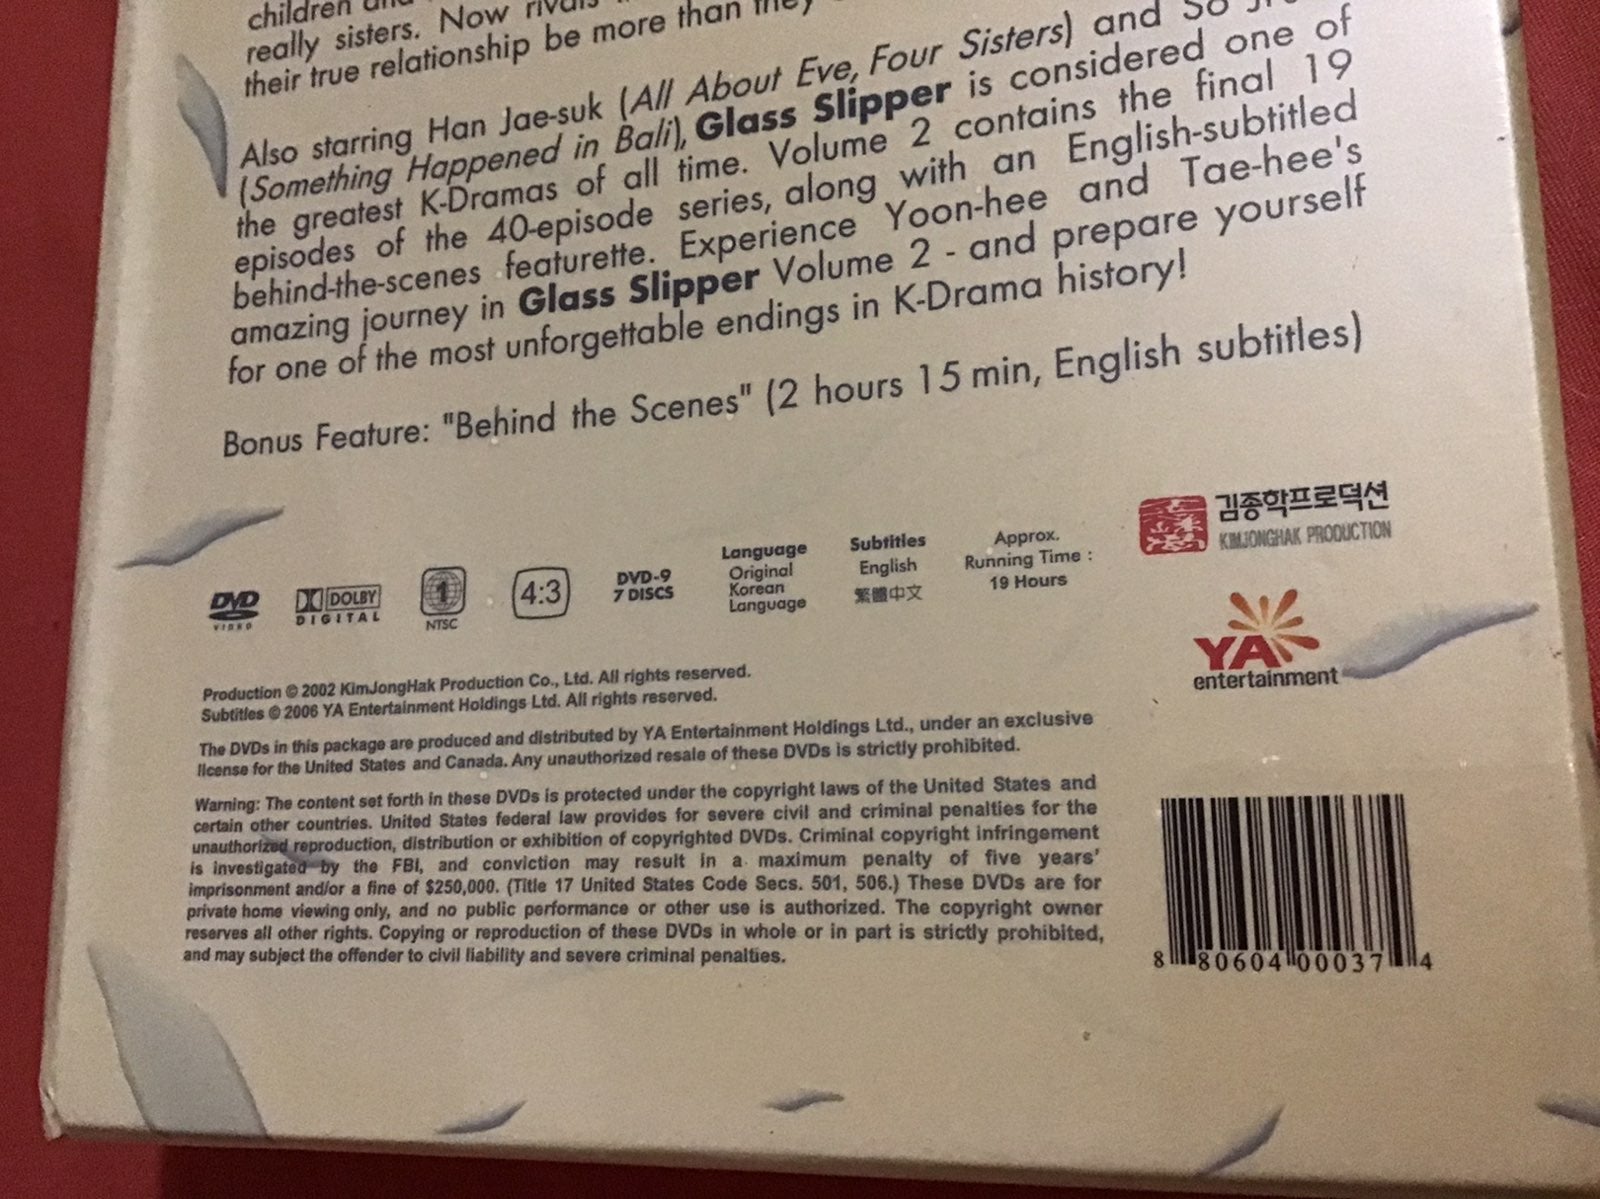 children
really sisters. Now rivals
their true relationship be more than they
Also starring Han Jae-suk (All About Eve, Four Sisters) and So
(Something Happened in Bali), Glass Slipper is considered one of
the greatest K-Dramas of all time. Volume 2 contains the final 19
episodes of the 40-episode series, along with an English-subtitled
behind-the-scenes featurette. Experience Yoon-hee and Tae-hee's
amazing journey in Glass Slipper Volume 2 - and prepare yourself
for one of the most unforgettable endings in K-Drama history!
Bonus Feature: "Behind the Scenes" (2 hours 15 min, English subtitles)
DVD
VIDEO
DOLBY
DIGITAL
1
NTSC
4:3
DVD-9
7 DISCS
Language
Original
Korean
Language
Subtitles
English
繁體中文
Approx.
Running Time :
19 Hours
김종학프로덕션
KIMJONGHAK PRODUCTION
YA
entertainment
Production © 2002 KimJongHak Production Co., Ltd. All rights reserved.
Subtitles © 2006 YA Entertainment Holdings Ltd. All rights reserved.
The DVDs in this package are produced and distributed by YA Entertainment Holdings Ltd., under an exclusive
license for the United States and Canada. Any unauthorized resale of these DVDs is strictly prohibited.
Warning: The content set forth in these DVDs is protected under the copyright laws of the United States and
certain other countries. United States federal law provides for severe civil and criminal penalties for the
unauthorized reproduction, distribution or exhibition of copyrighted DVDs. Criminal copyright infringement
is investigated by the FBI, and conviction may result in a maximum penalty of five years'
imprisonment and/or a fine of $250,000. (Title 17 United States Code Secs. 501, 506.) These DVDs are for
private home viewing only, and no public performance or other use is authorized. The copyright owner
reserves all other rights. Copying or reproduction of these DVDs in whole or in part is strictly prohibited,
and may subject the offender to civil liability and severe criminal penalties.
8 80604 00037 4